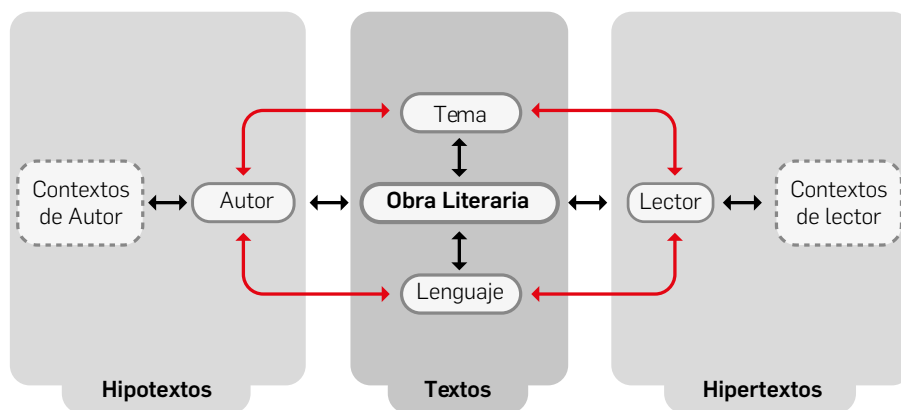 Tema
Contextos
de Autor
Autor
Obra Literaria
Lector
Contextos
de lector
Lenguaje
Hipotextos
Textos
Hipertextos